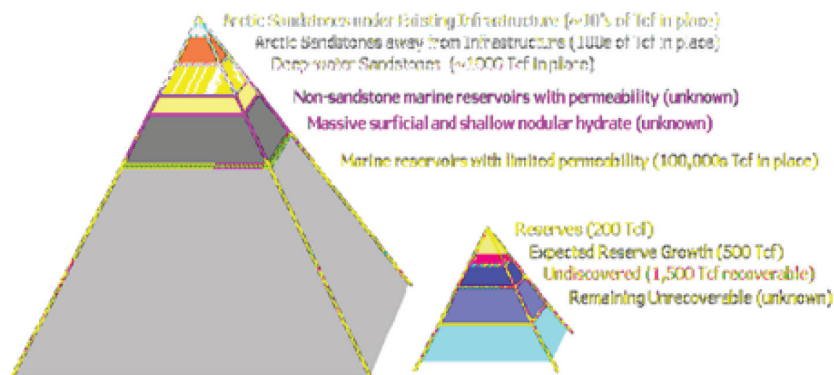 Arctic Sandstones under Existing Infrastructure (~10's of Tcf in place)
Arctic Sandstones away from Infrastructure (100s of Tcf in place)
Deep-water Sandstones (~1000 Tcf in place)
Non-sandstone marine reservoirs with permeability (unknown)
Massive surficial and shallow nodular hydrate (unknown)
Marine reservoirs with limited permeability (100,000s Tcf in place)
Reserves (200 Tcf)
Expected Reserve Growth (500 Tcf)
Undiscovered (1,500 Tcf recoverable)
Remaining Unrecoverable (unknown)